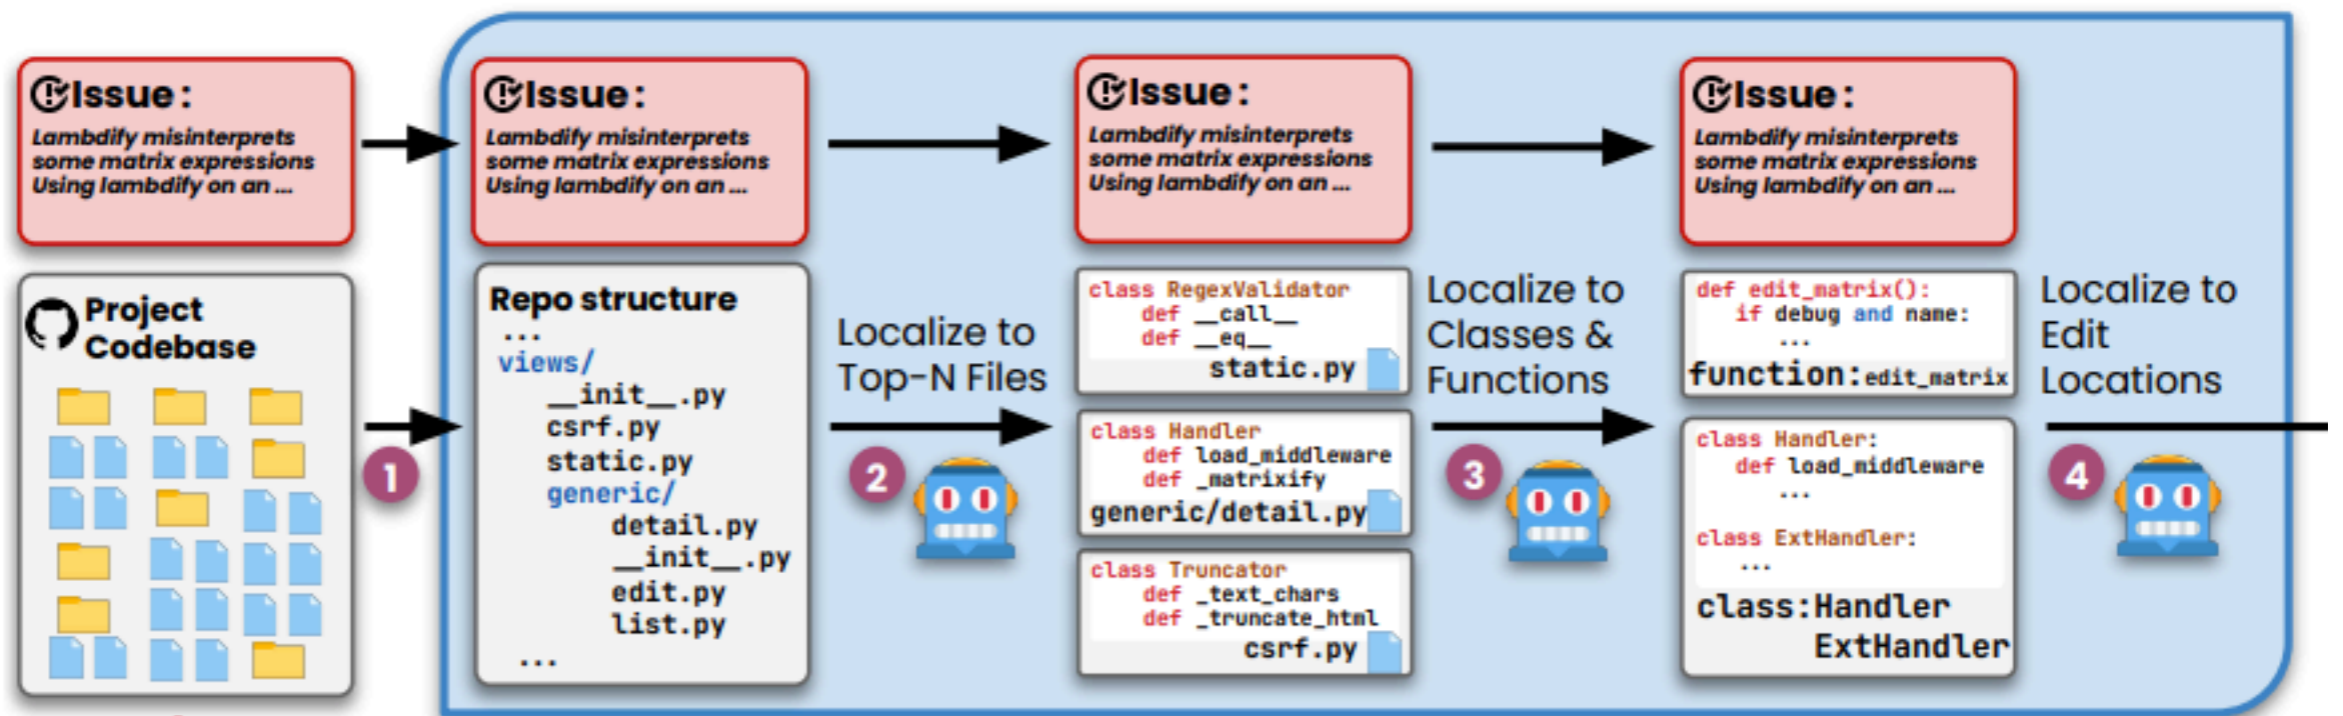 Issue:
Lambdify misinterprets
some matrix expressions
Using lambdify on an ...
Project
Codebase
1
Issue:
Lambdify misinterprets
some matrix expressions
Using lambdify on an ...
Repo structure
...
views/
__init__.py
csrf.py
static.py
generic/
detail.py
__init__.py
edit.py
list.py
...
Localize to
Top-N Files
2
Issue:
Lambdify misinterprets
some matrix expressions
Using lambdify on an ...
class RegexValidator
def __call__
def __eq__
static.py
class Handler
def load_middleware
def _matrixify
generic/detail.py
class Truncator
def _text_chars
def _truncate_html
csrf.py
Localize to
Classes &
Functions
3
Issue:
Lambdify misinterprets
some matrix expressions
Using lambdify on an ...
def edit_matrix():
if debug and name:
...
function:edit_matrix
class Handler:
def load_middleware
...
class ExtHandler:
...
class:Handler
ExtHandler
Localize to
Edit
Locations
4